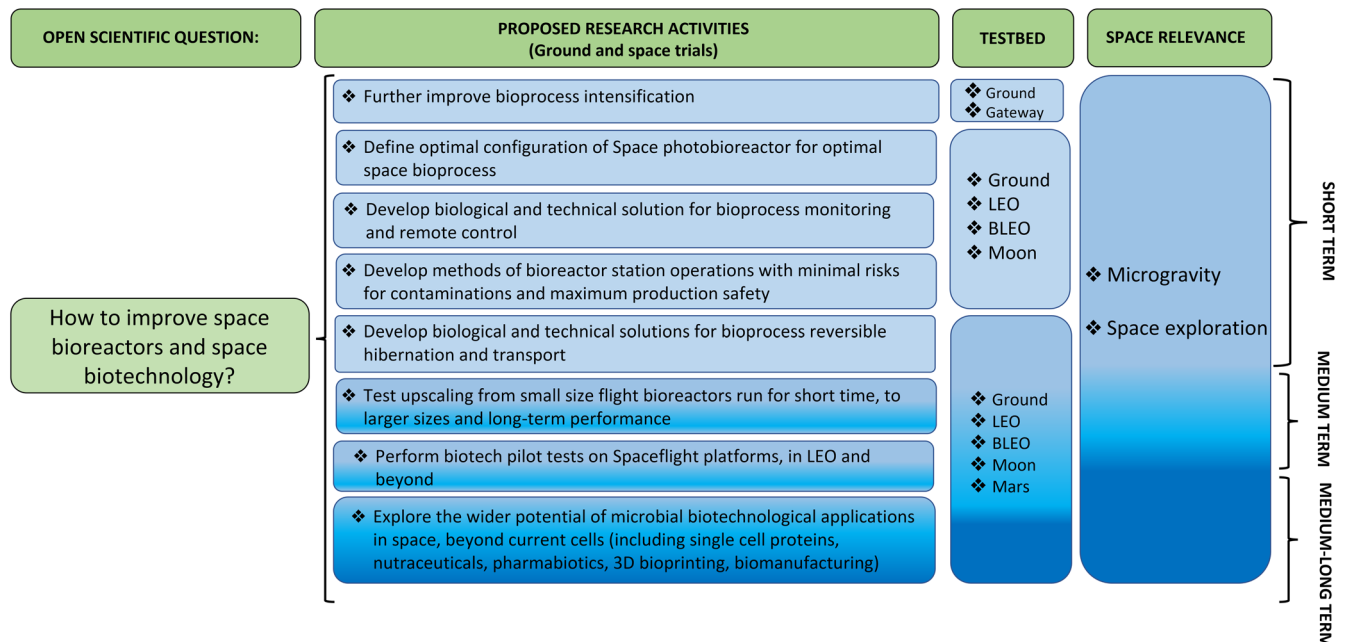 OPEN SCIENTIFIC QUESTION:
PROPOSED RESEARCH ACTIVITIES
(Ground and space trials)
TESTBED
SPACE RELEVANCE
How to improve space
bioreactors and space
biotechnology?
❖ Further improve bioprocess intensification
❖ Define optimal configuration of Space photobioreactor for optimal
space bioprocess
❖ Develop biological and technical solution for bioprocess monitoring
and remote control
❖ Develop methods of bioreactor station operations with minimal risks
for contaminations and maximum production safety
❖ Develop biological and technical solutions for bioprocess reversible
hibernation and transport
❖ Test upscaling from small size flight bioreactors run for short time, to
larger sizes and long-term performance
❖ Perform biotech pilot tests on Spaceflight platforms, in LEO and
beyond
❖ Explore the wider potential of microbial biotechnological applications
in space, beyond current cells (including single cell proteins,
nutraceuticals, pharmabiotics, 3D bioprinting, biomanufacturing)
❖ Ground
❖ Gateway
❖ Ground
❖ LEO
❖ BLEO
❖ Moon
❖ Ground
❖ LEO
❖ BLEO
❖ Moon
❖ Mars
❖ Microgravity
❖ Space exploration
SHORT TERM
MEDIUM TERM
MEDIUM-LONG TERM